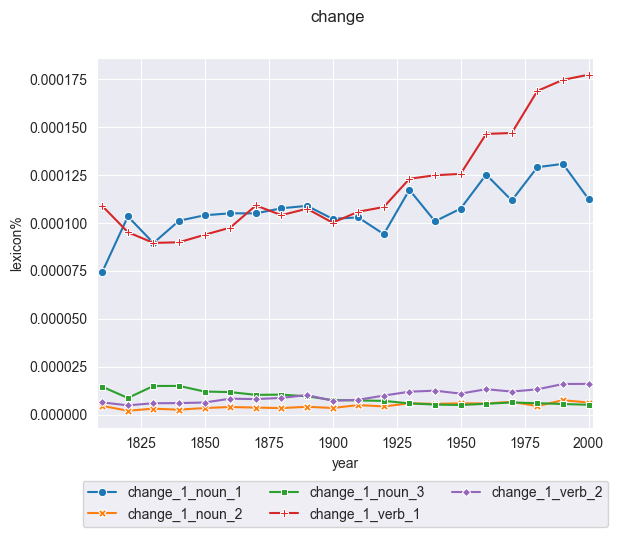 change
0.000175
0.000150
0.000125
0.000100
0.000075
0.000050
0.000025
0.000000
lexicon%
1825 1850 1875 1900 1925 1950 1975 2000
year
change_1_noun_1 change_1_noun_3 change_1_verb_2
change_1_noun_2 change_1_verb_1